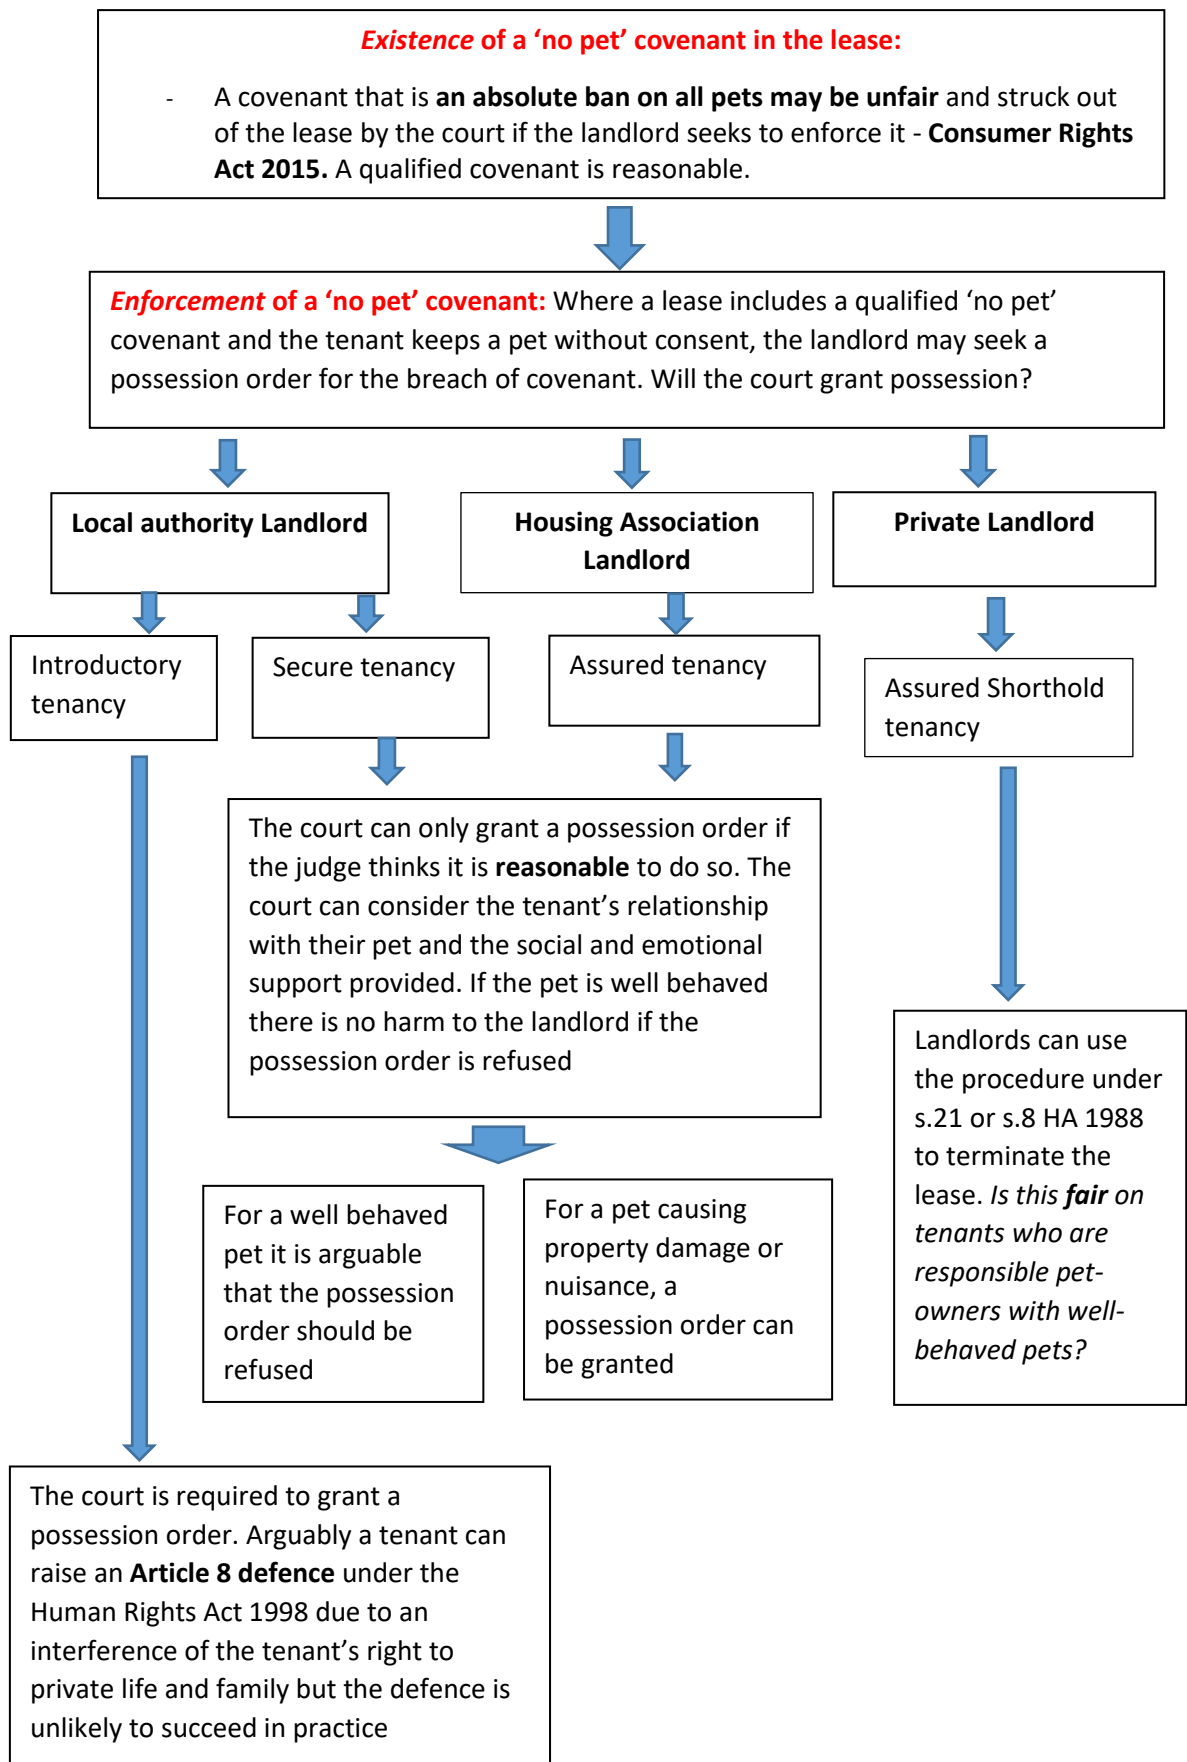 Existence of a ‘no pet’ covenant in the lease:
- A covenant that is an absolute ban on all pets may be unfair and struck out
of the lease by the court if the landlord seeks to enforce it - Consumer Rights
Act 2015. A qualified covenant is reasonable.
Enforcement of a ‘no pet’ covenant: Where a lease includes a qualified ‘no pet’
covenant and the tenant keeps a pet without consent, the landlord may seek a
possession order for the breach of covenant. Will the court grant possession?
Local authority Landlord
Housing Association
Landlord
Private Landlord
Introductory
tenancy
Secure tenancy
Assured tenancy
Assured Shorthold
tenancy
The court can only grant a possession order if
the judge thinks it is reasonable to do so. The
court can consider the tenant’s relationship
with their pet and the social and emotional
support provided. If the pet is well behaved
there is no harm to the landlord if the
possession order is refused
Landlords can use
the procedure under
s.21 or s.8 HA 1988
to terminate the
lease. Is this fair on
tenants who are
responsible pet-
owners with well-
behaved pets?
For a well behaved
pet it is arguable
that the possession
order should be
refused
For a pet causing
property damage or
nuisance, a
possession order can
be granted
The court is required to grant a
possession order. Arguably a tenant can
raise an Article 8 defence under the
Human Rights Act 1998 due to an
interference of the tenant’s right to
private life and family but the defence is
unlikely to succeed in practice